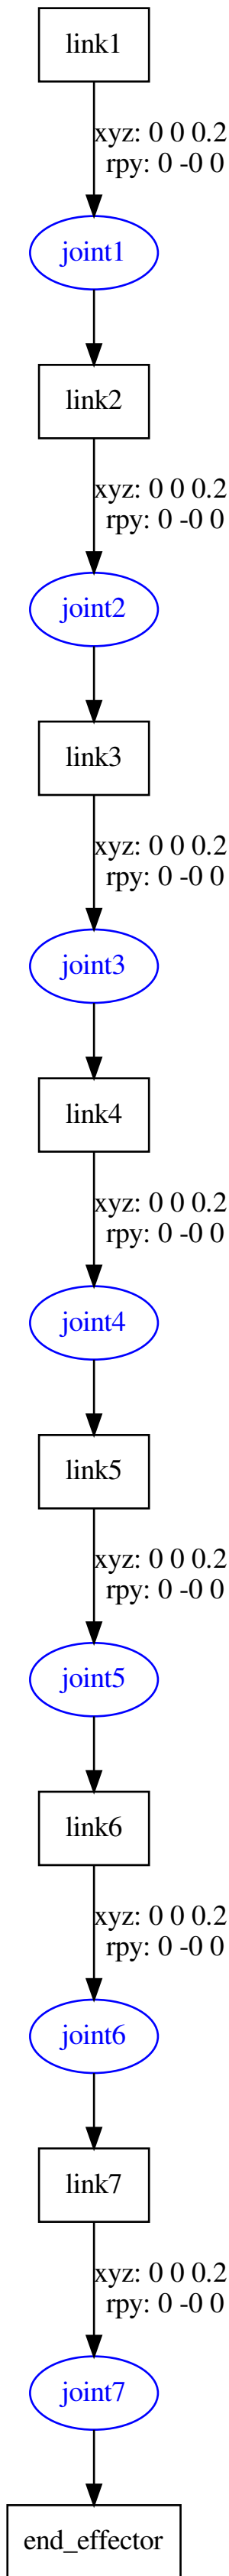 link1
xyz: 0 0 0.2
rpy: 0 -0 0
joint1
link2
xyz: 0 0 0.2
rpy: 0 -0 0
joint2
link3
xyz: 0 0 0.2
rpy: 0 -0 0
joint3
link4
xyz: 0 0 0.2
rpy: 0 -0 0
joint4
link5
xyz: 0 0 0.2
rpy: 0 -0 0
joint5
link6
xyz: 0 0 0.2
rpy: 0 -0 0
joint6
link7
xyz: 0 0 0.2
rpy: 0 -0 0
joint7
end_effector